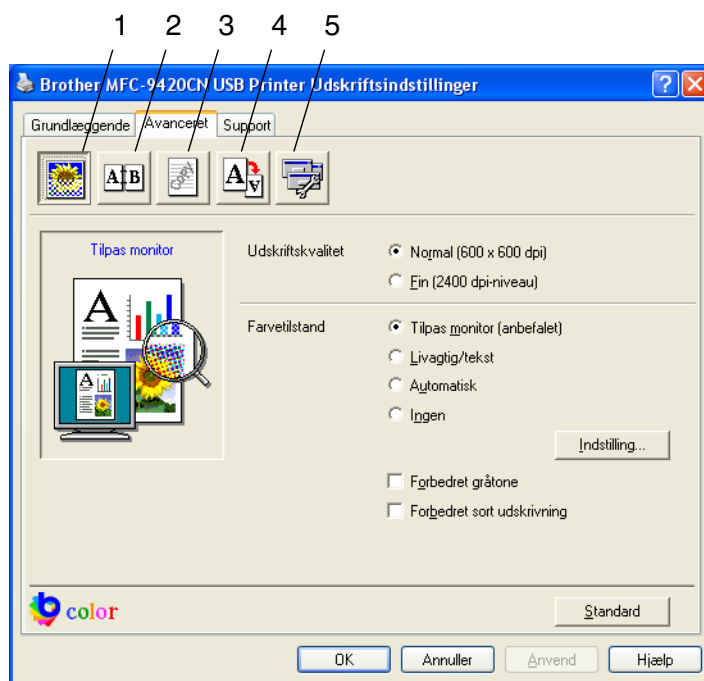 1 2 3 4 5
Brother MFC-9420CN USB Printer Udskriftsindstillinger
Grundlæggende Avanceret Support
A B Copy A A
Tilpas monitor
Udskriftskvalitet Normal (600 x 600 dpi)
Fin (2400 dpi-niveau)
Farvetilstand Tilpas monitor (anbefalet)
A
Livagtig/tekst
A
Automatisk
Ingen
Indstilling...
Forbedret gråtone
Forbedret sort udskrivning
color Standard
OK Annuller Anvend Hjælp